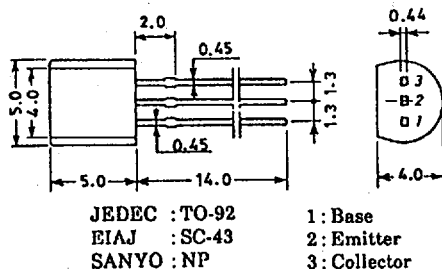 2.0
0.45
0.44
5.0
4.0
3
2
1
1.3
1.3
0.45
5.0
14.0
4.0
JEDEC : TO-92
EIAJ : SC-43
SANYO : NP
1 : Base
2 : Emitter
3 : Collector